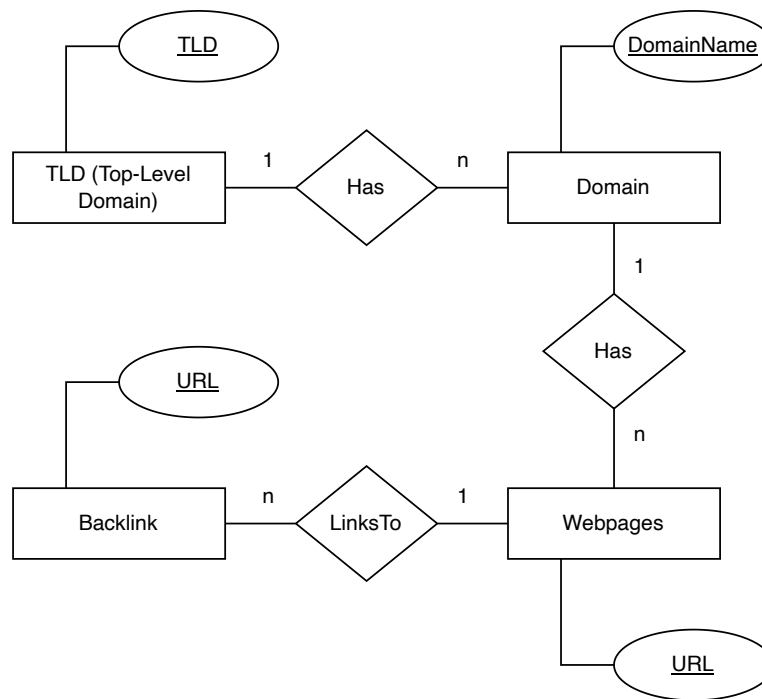 TLD
DomainName
TLD (Top-Level
Domain)
1
Has
n
Domain
1
Has
n
URL
Backlink
n
LinksTo
1
Webpages
URL